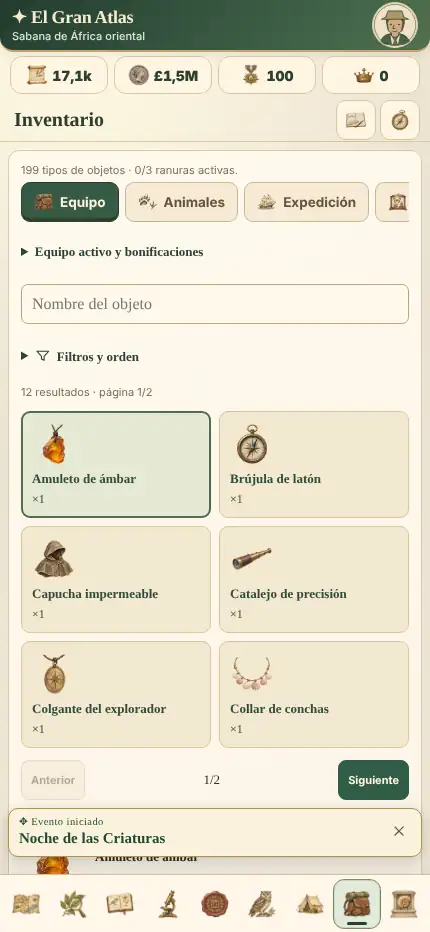 ✦ El Gran Atlas
Sabana de África oriental
17,1k
£1,5M
100
0
Inventario
199 tipos de objetos · 0/3 ranuras activas.
Equipo
Animales
Expedición
Equipo activo y bonificaciones
Nombre del objeto
Filtros y orden
12 resultados · página 1/2
Amuleto de ámbar
×1
Brújula de latón
×1
Capucha impermeable
×1
Catalejo de precisión
×1
Colgante del explorador
×1
Collar de conchas
×1
Anterior
1/2
Siguiente
✥ Evento iniciado
Noche de las Criaturas
Amuleto de ámbar